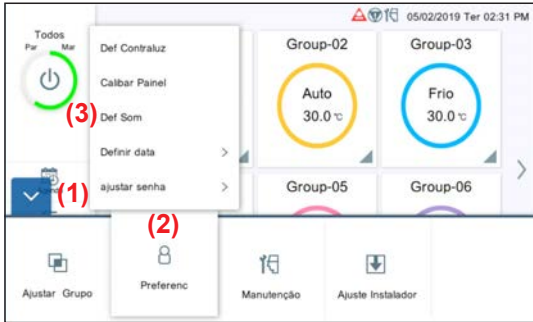 05/02/2019 Ter 02:31 PM
Todos
Par Mar
Def Contraluz
Calibar Painel
(3) Def Som
Definir data >
ajustar senha >
(1)
(2)
Group-02
Auto
30.0 ℃
Group-03
Frio
30.0 ℃
Group-05
Group-06
Ajustar Grupo
Preferenc
Manutenção
Ajuste Instalador